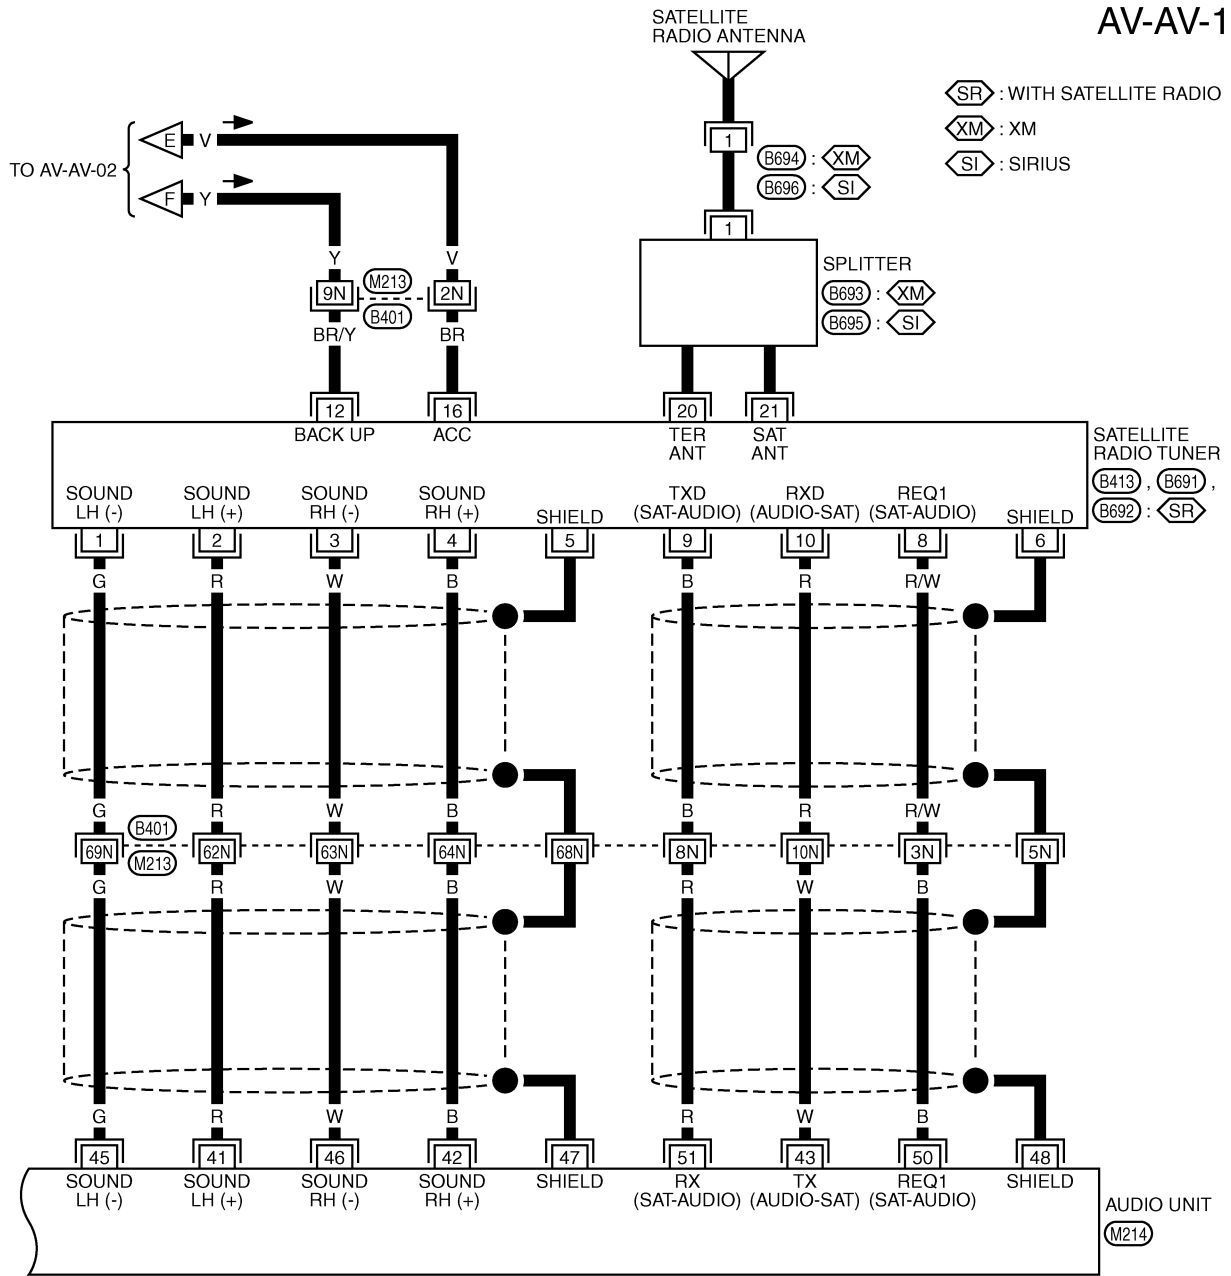 AV-AV-1
SATELLITE
RADIO ANTENNA
SR : WITH SATELLITE RADIO
XM : XM
SI : SIRIUS
E V
TO AV-AV-02
F Y
1
B694 : XM
B696 : SI
1
Y V
SPLITTER
9N M213 2N
B693 : XM
B401
B695 : SI
BR/Y BR
12 16 20 21
BACK UP ACC TER SAT
ANT ANT
SATELLITE
RADIO TUNER
B413 , B691 ,
B692 : SR
SOUND SOUND SOUND SOUND TXD RXD REQ1
LH (-) LH (+) RH (-) RH (+) SHIELD (SAT-AUDIO) (AUDIO-SAT) (SAT-AUDIO) SHIELD
1 2 3 4 5 9 10 8 6
G R W B B R R/W
G R W B B R R/W
B401
69N 62N 63N 64N 68N 8N 10N 3N 5N
M213
G R W B R W B
G R W B R W B
45 41 46 42 47 51 43 50 48
SOUND SOUND SOUND SOUND SHIELD RX TX REQ1 SHIELD
LH (-) LH (+) RH (-) RH (+) (SAT-AUDIO) (AUDIO-SAT) (SAT-AUDIO)
AUDIO UNIT
M214